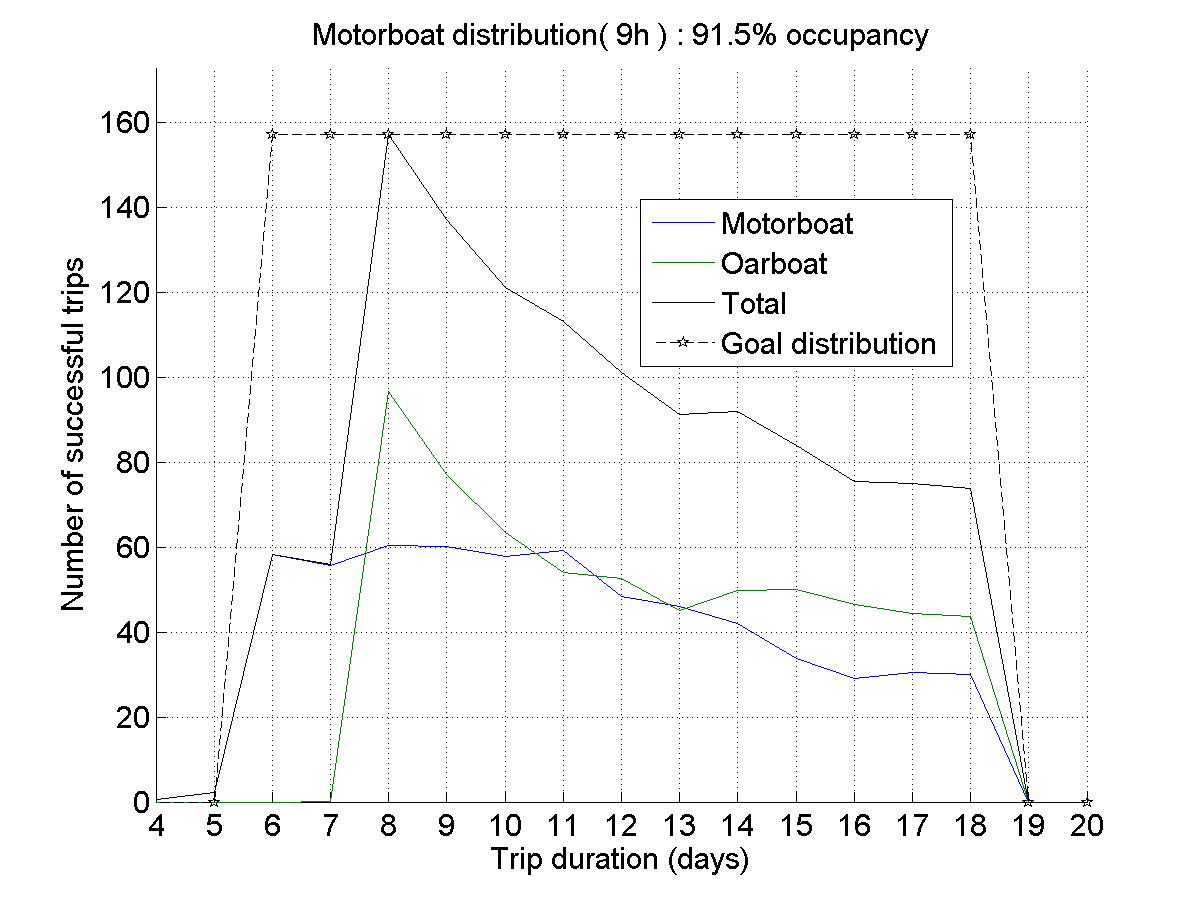 Motorboat distribution( 9h ) : 91.5% occupancy
160
140
120
100
80
60
40
20
0
Number of successful trips
Motorboat
Oarboat
Total
Goal distribution
4 5 6 7 8 9 10 11 12 13 14 15 16 17 18 19 20
Trip duration (days)